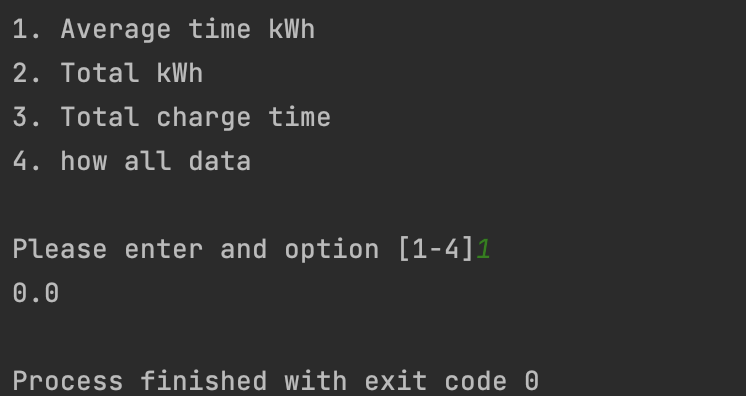 1. Average time kWh
2. Total kWh
3. Total charge time
4. how all data
Please enter and option [1-4]1
0.0
Process finished with exit code 0